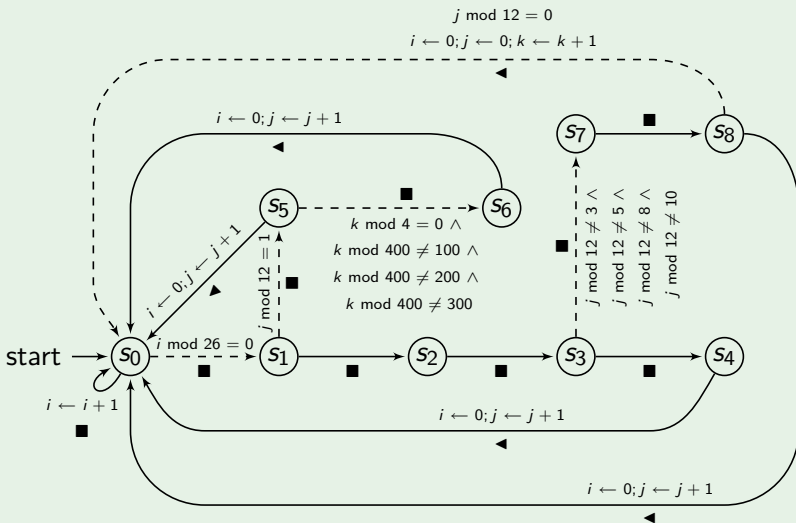 j mod 12 = 0
i ← 0; j ← 0; k ← k + 1
i ← 0; j ← j + 1
s7
s8
s5
s6
k mod 4 = 0 ∧
k mod 400 ≠ 100 ∧
k mod 400 ≠ 200 ∧
k mod 400 ≠ 300
j mod 12 ≠ 3 ∧
j mod 12 ≠ 5 ∧
j mod 12 ≠ 8 ∧
j mod 12 ≠ 10
i ← 0; j ← j + 1
j mod 12 = 1
start
s0
i mod 26 = 0
s1
s2
s3
s4
i ← i + 1
i ← 0; j ← j + 1
i ← 0; j ← j + 1